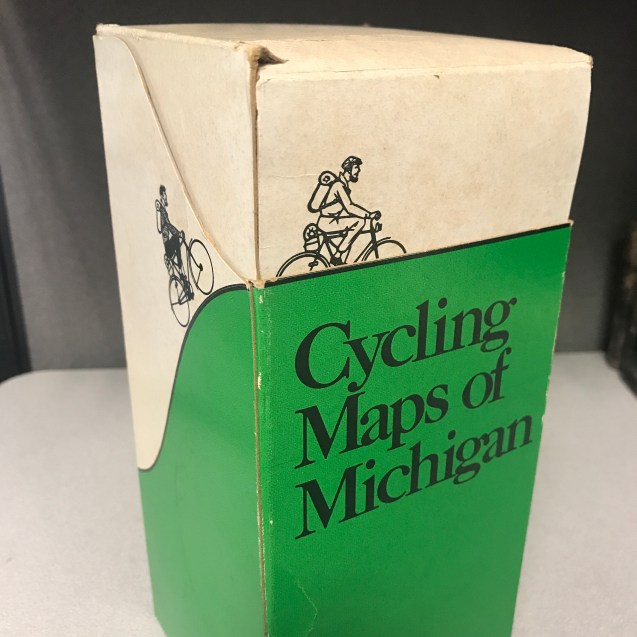 Cycling
Maps of
Michigan